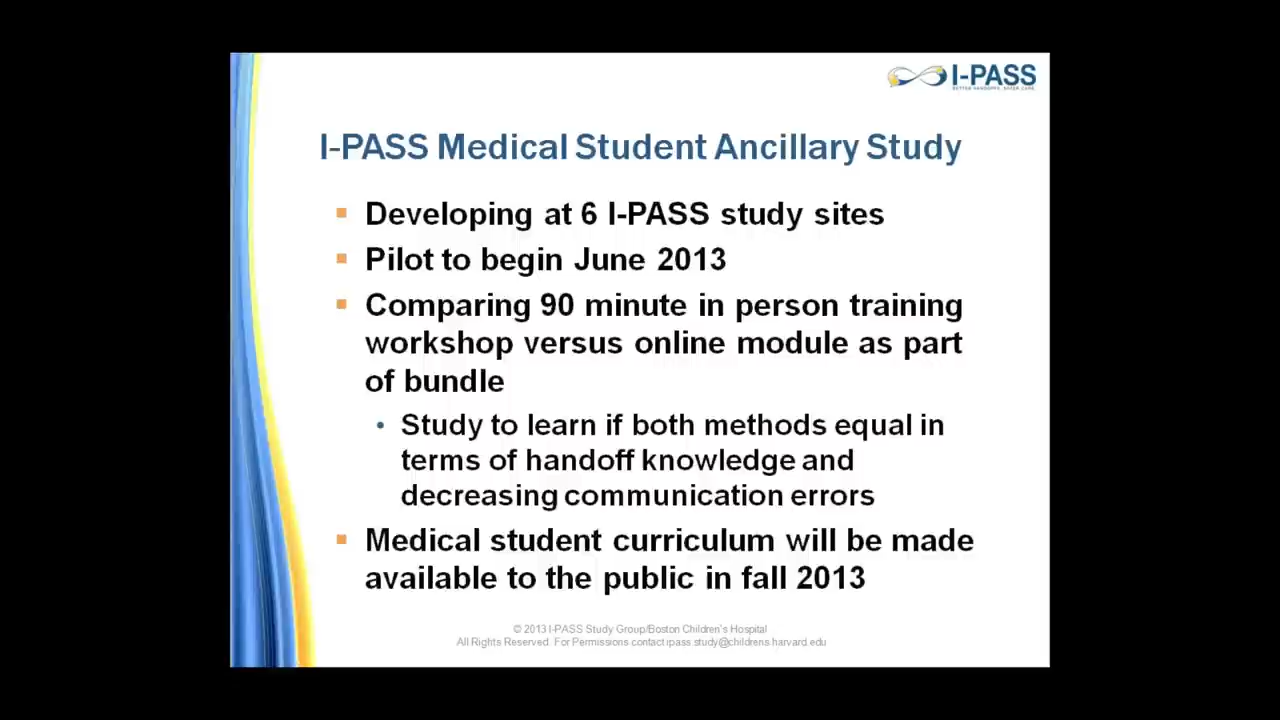 I-PASS
BETTER HANDOFFS. SAFER CARE.
I-PASS Medical Student Ancillary Study
Developing at 6 I-PASS study sites
Pilot to begin June 2013
Comparing 90 minute in person training
workshop versus online module as part
of bundle
Study to learn if both methods equal in
terms of handoff knowledge and
decreasing communication errors
Medical student curriculum will be made
available to the public in fall 2013
© 2013 I-PASS Study Group/Boston Children's Hospital
All Rights Reserved. For Permissions contact ipass.study@childrens.harvard.edu